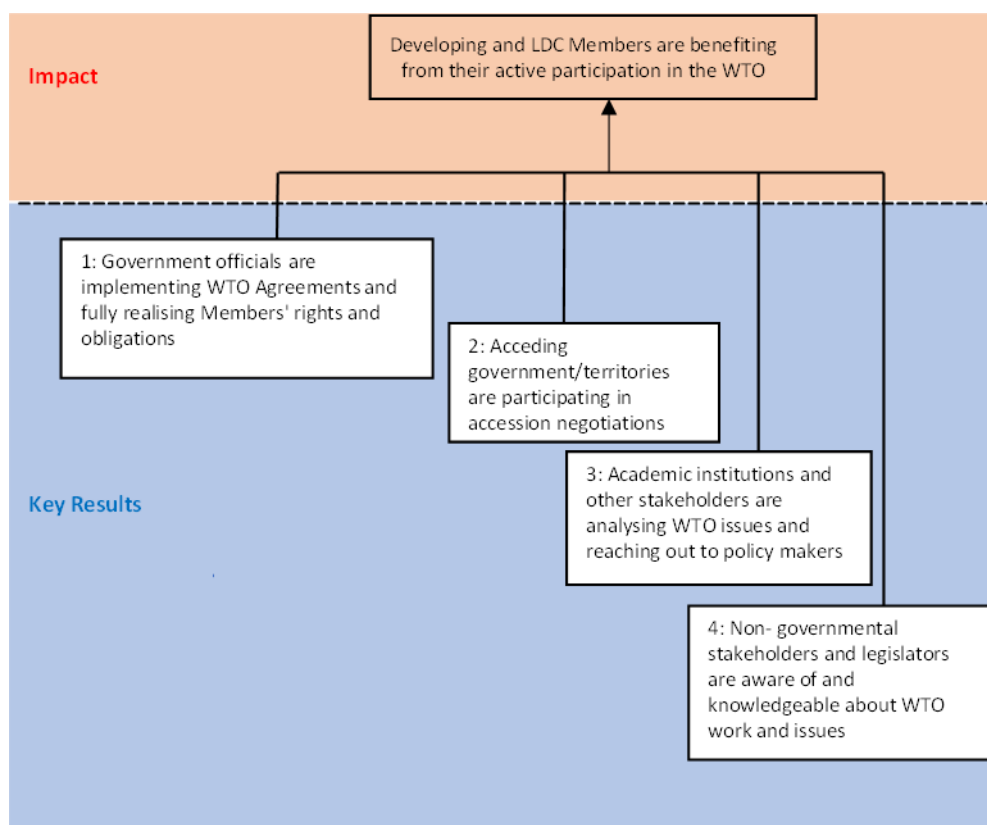 Developing and LDC Members are benefiting
from their active participation in the WTO
Impact
1: Government officials are
implementing WTO Agreements and
fully realising Members' rights and
obligations
2: Acceding
government/territories
are participating in
accession negotiations
3: Academic institutions and
other stakeholders are
analysing WTO issues and
reaching out to policy makers
Key Results
4: Non- governmental
stakeholders and legislators
are aware of and
knowledgeable about WTO
work and issues